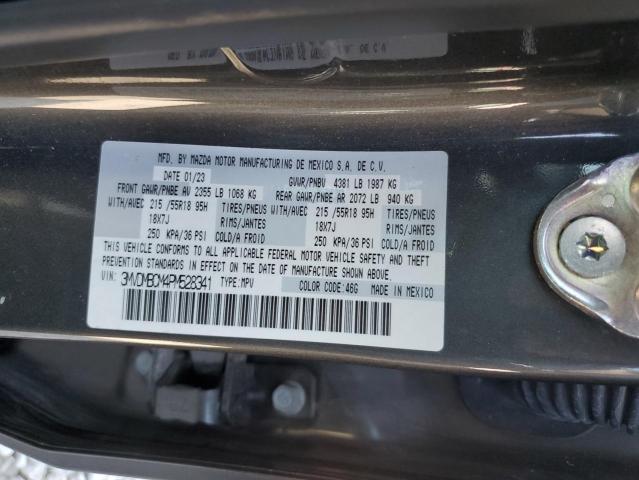 MFD. BY MAZDA MOTOR MANUFACTURING DE MEXICO S.A. DE C.V.
DATE 01/23 GVWR/PNBV 4381 LB 1987 KG
FRONT GAWR/PNBE AV 2355 LB 1068 KG REAR GAWR/PNBE AR 2072 LB 940 KG
WITH/AVEC 215 /55R18 95H TIRES/PNEUS WITH/AVEC 215 /55R18 95H TIRES/PNEUS
18X7J RIMS/JANTES 18X7J RIMS/JANTES
250 KPA/36 PSI COLD/A FROID 250 KPA/36 PSI COLD/A FROID
THIS VEHICLE CONFORMS TO ALL APPLICABLE FEDERAL MOTOR VEHICLE SAFETY AND THEFT
PREVENTION STANDARDS IN EFFECT ON THE DATE OF MANUFACTURE SHOWN ABOVE.
VIN: 3MVDMBCM4PM528341 TYPE:MPV
COLOR CODE:46G MADE IN MEXICO
DE C.V